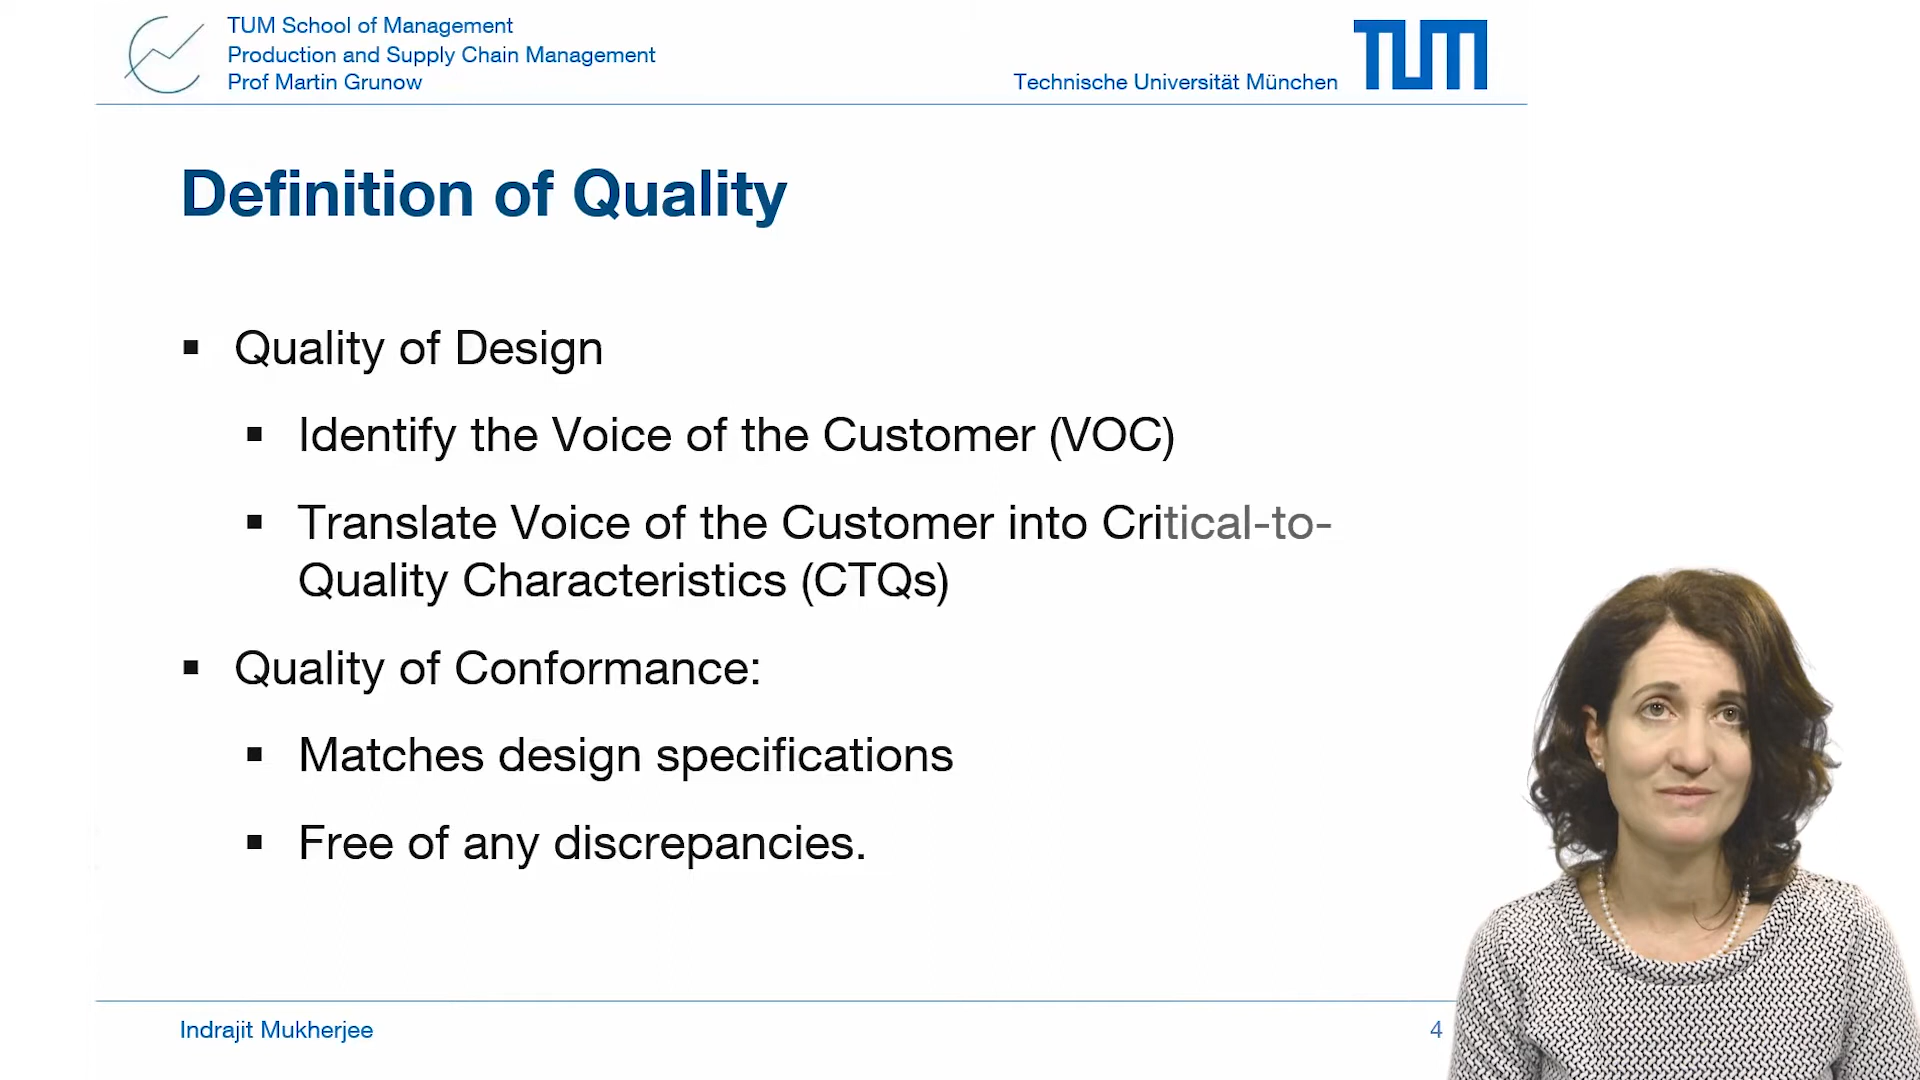 TUM School of Management
Production and Supply Chain Management
Prof Martin Grunow
Technische Universität München
TUM
Definition of Quality
▪ Quality of Design
▪ Identify the Voice of the Customer (VOC)
▪ Translate Voice of the Customer into Critical-to-
Quality Characteristics (CTQs)
▪ Quality of Conformance:
▪ Matches design specifications
▪ Free of any discrepancies.
Indrajit Mukherjee
4